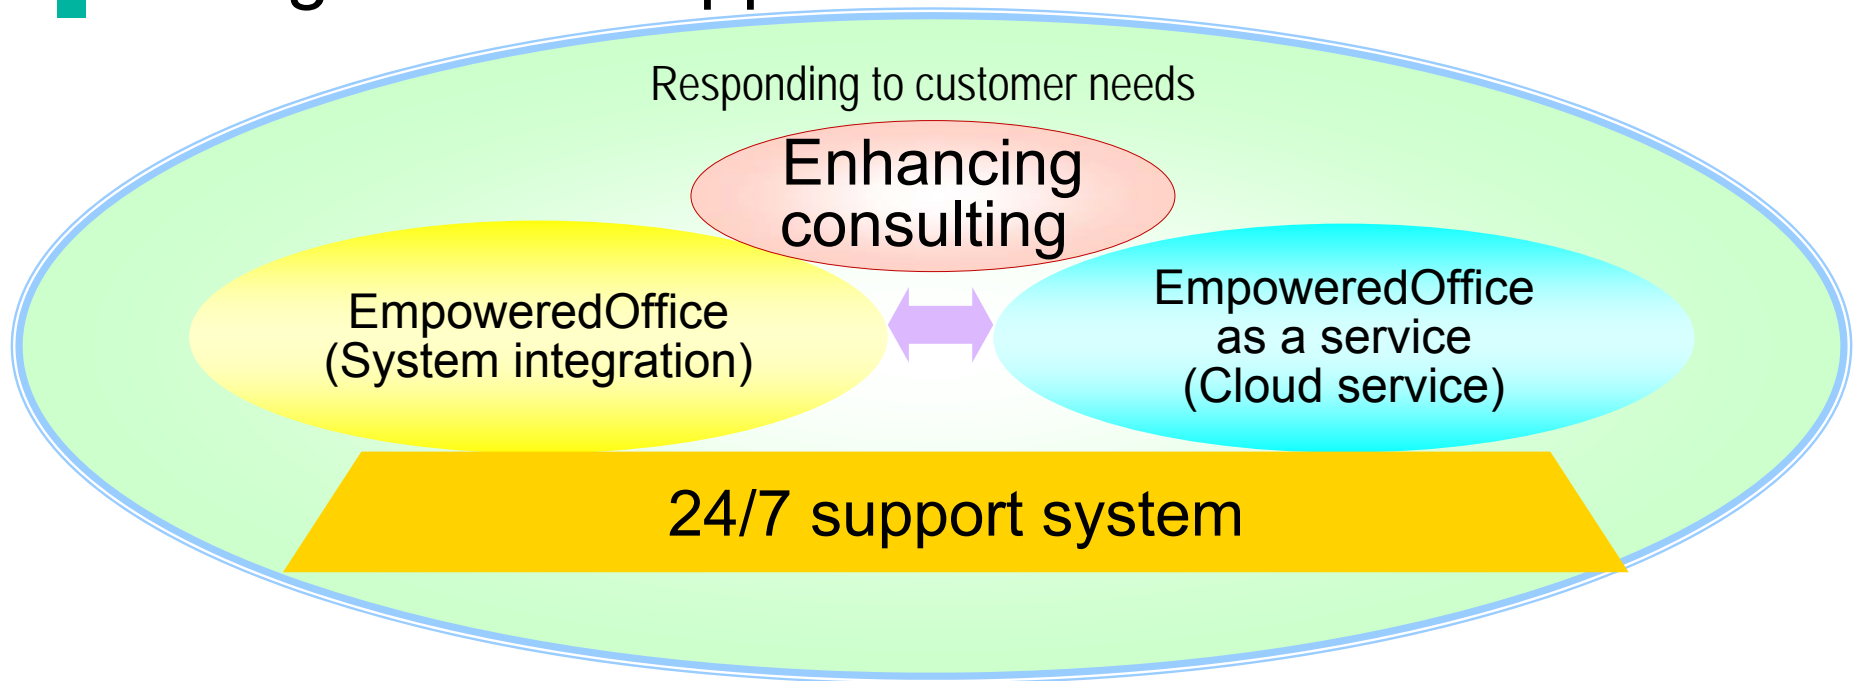 Responding to customer needs
Enhancing
consulting
EmpoweredOffice
(System integration)
EmpoweredOffice
as a service
(Cloud service)
24/7 support system